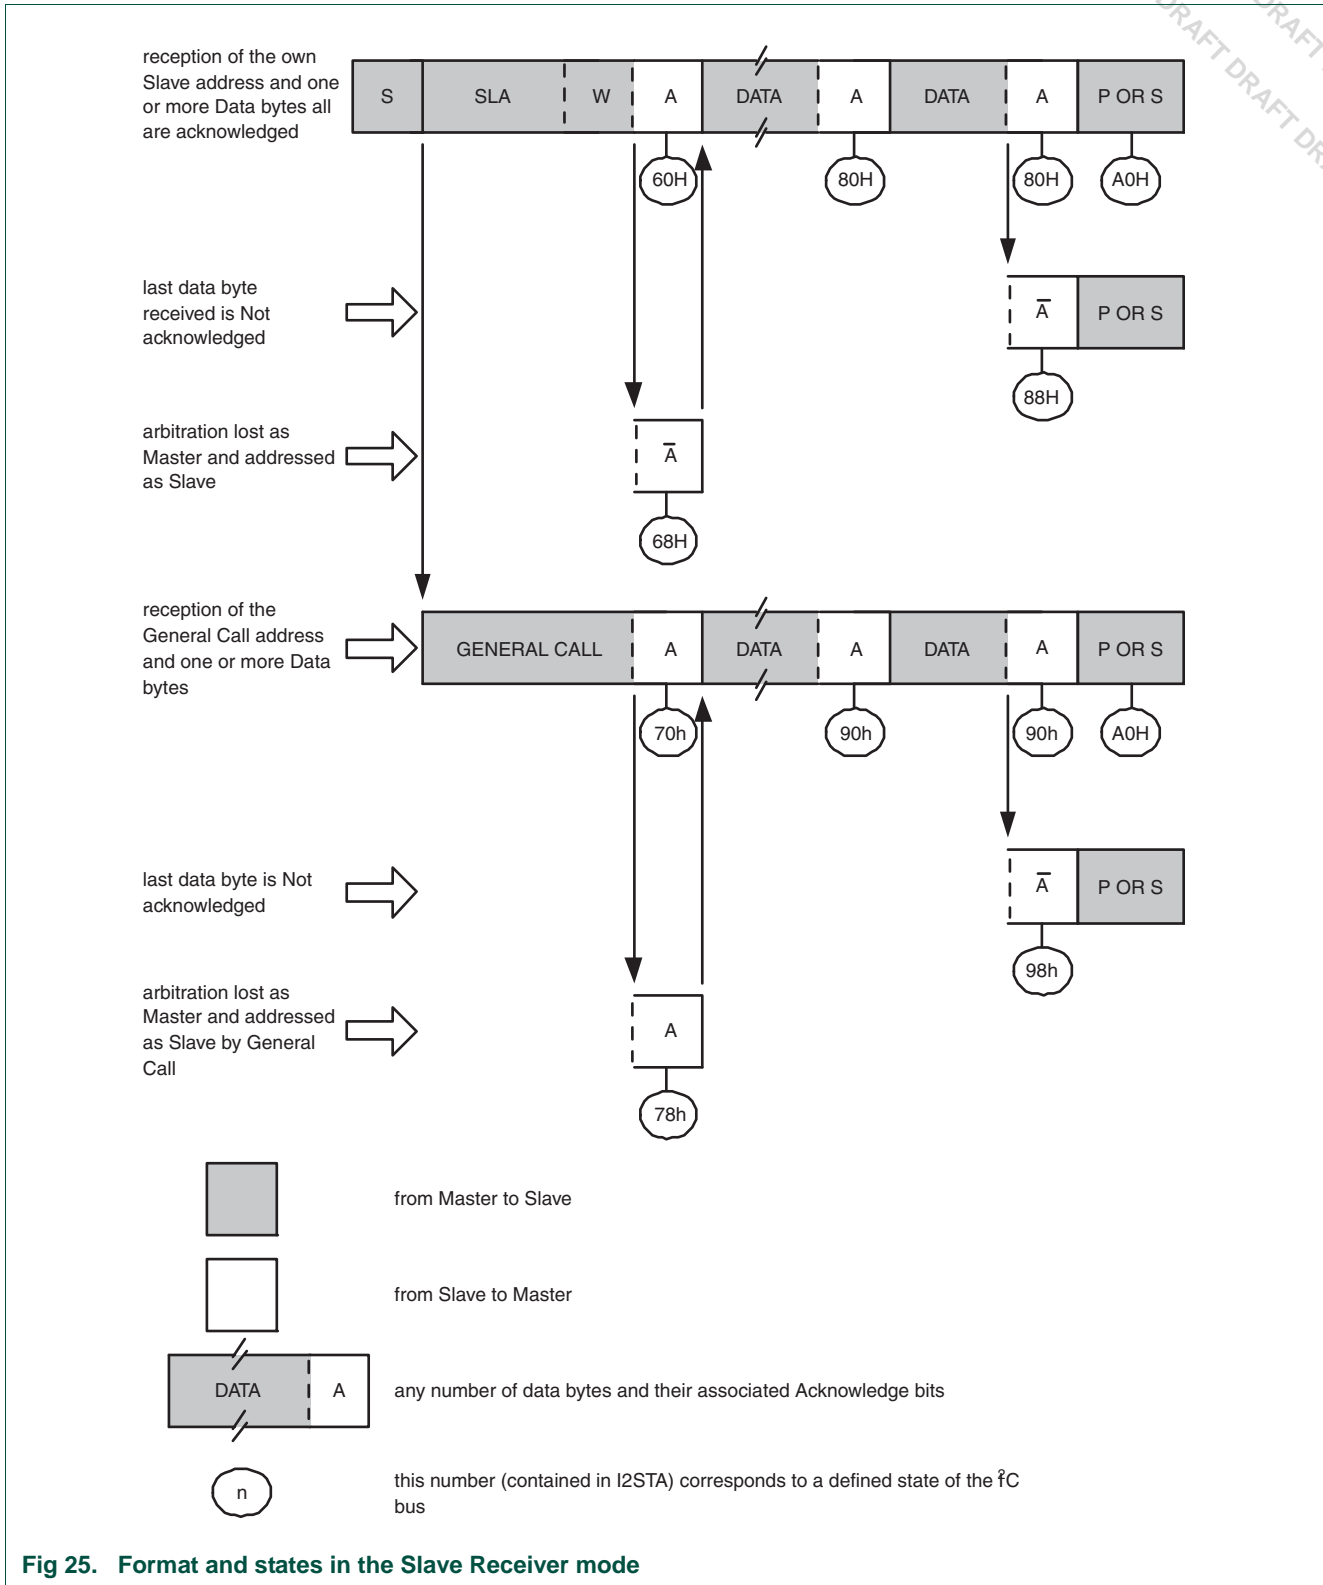 DRAFT DRAFT DR
DRAFT
reception of the own
Slave address and one
or more Data bytes all
are acknowledged
S SLA W A DATA A DATA A P OR S
60H 80H 80H A0H
last data byte
received is Not
acknowledged
A̅ P OR S
88H
arbitration lost as
Master and addressed
as Slave
A̅
68H
reception of the
General Call address
and one or more Data
bytes
GENERAL CALL A DATA A DATA A P OR S
70h 90h 90h A0H
last data byte is Not
acknowledged
A̅ P OR S
98h
arbitration lost as
Master and addressed
as Slave by General
Call
A
78h
from Master to Slave
from Slave to Master
DATA A any number of data bytes and their associated Acknowledge bits
n this number (contained in I2STA) corresponds to a defined state of the I²C
bus
Fig 25. Format and states in the Slave Receiver mode